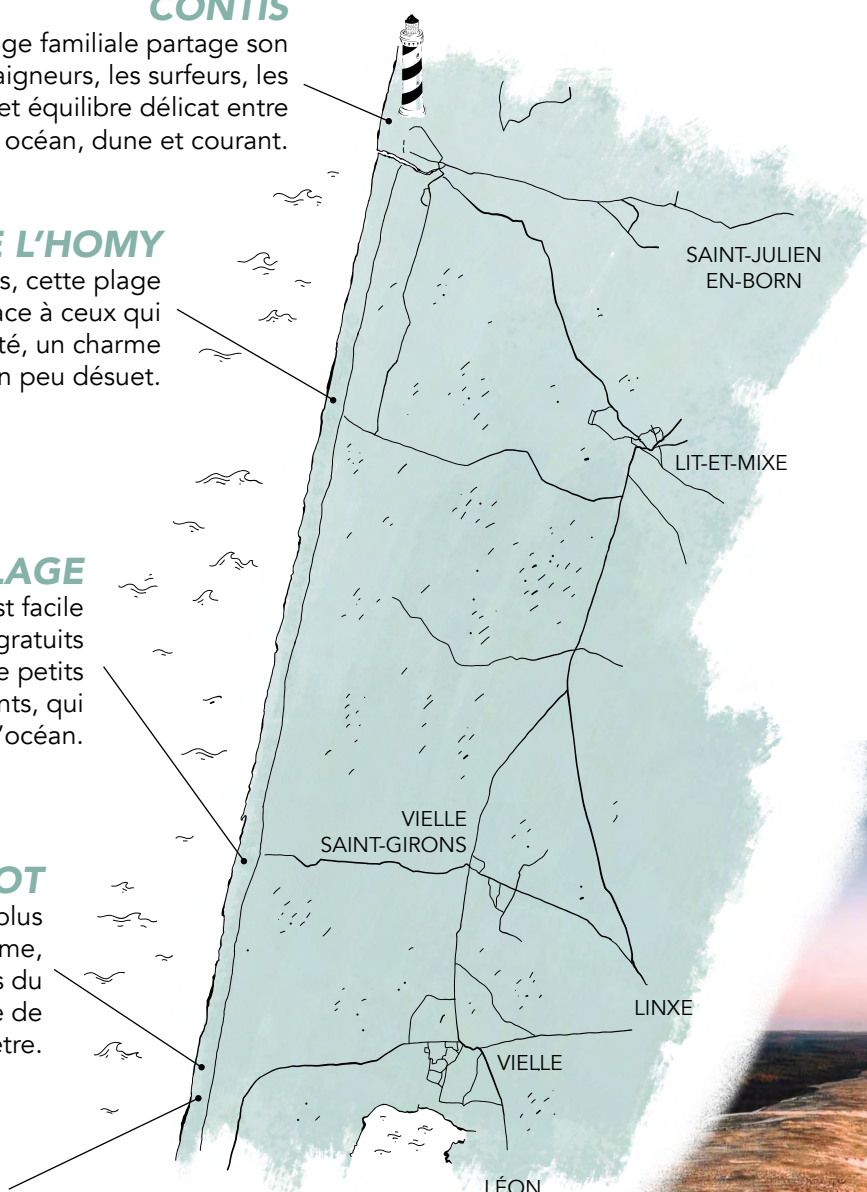 CONTIS
ge familiale partage son
aigneurs, les surfeurs, les
et équilibre délicat entre
océan, dune et courant.
E L'HOMY
s, cette plage
ace à ceux qui
té, un charme
n peu désuet.
LAGE
st facile
gratuits
e petits
nts, qui
'océan.
OT
plus
me,
s du
e de
être.
SAINT-JULIEN
EN-BORN
LIT-ET-MIXE
VIELLE
SAINT-GIRONS
LINXE
VIELLE
LÉON